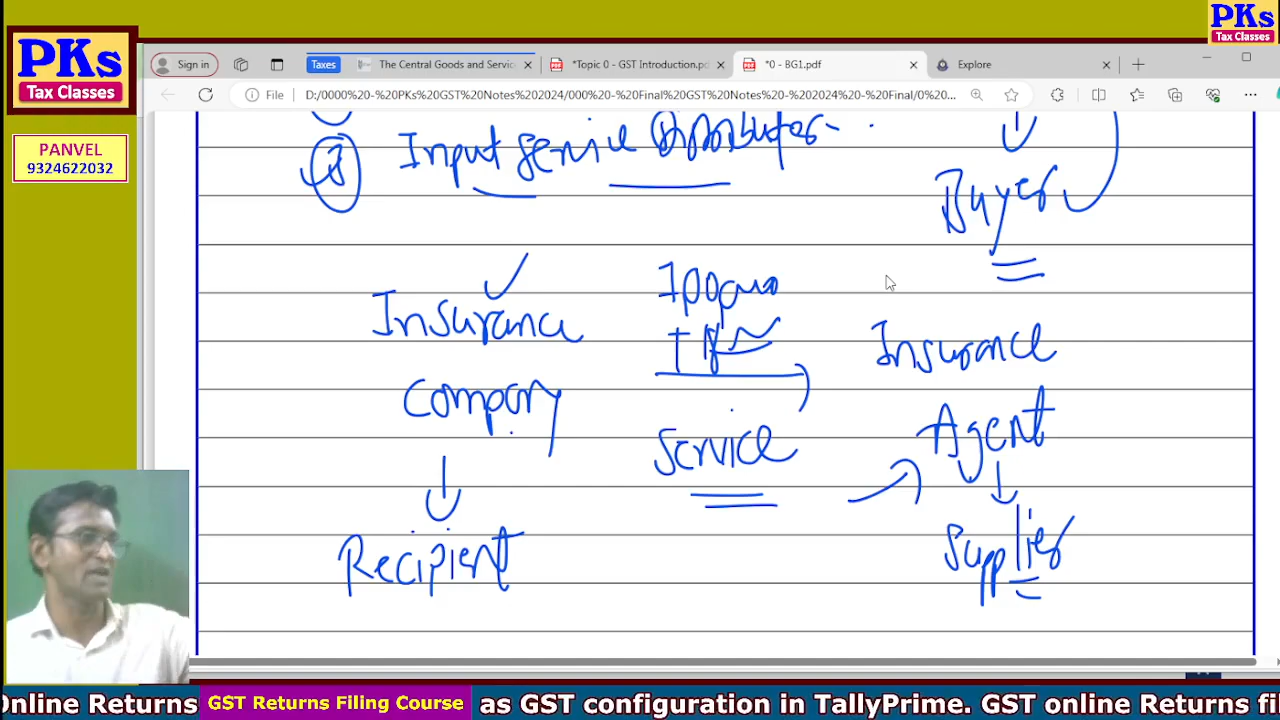 PKs
Tax Classes
PKs
Tax Classes
PANVEL
9324622032
Sign in
Taxes
The Central Goods and Servic
*Topic 0 - GST Introduction.pd
*0 - BG1.pdf
Explore
File
D:/0000%20-%20PKs%20GST%20Notes%202024/000%20-%20Final%20GST%20Notes%20-%202024%20-%20Final/0%20...
Input Service
Buyer
Insurance
Company
Recipient
Service
Insurance
Agent
Supplier
Online Returns
GST Returns Filing Course
as GST configuration in TallyPrime. GST online Returns fi